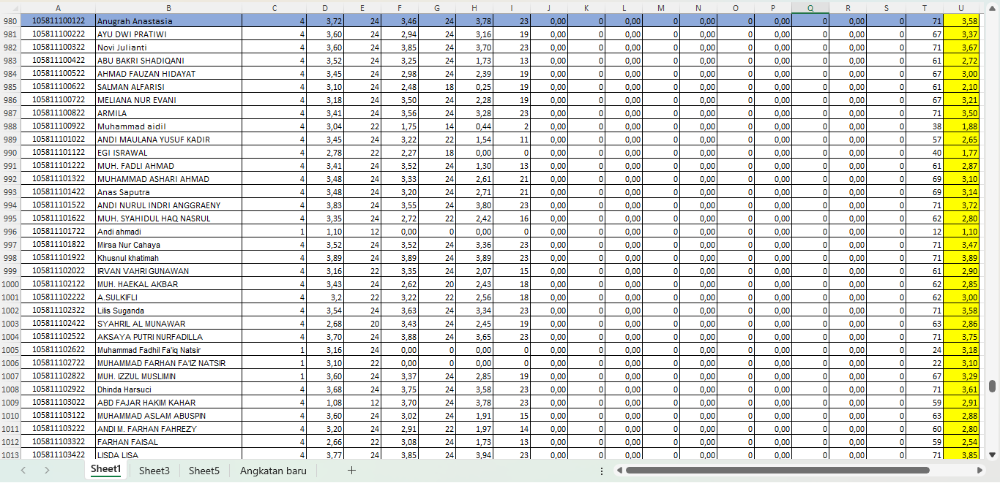 A B C D E F G H I J K L M N O P Q R S T U
980 105811100122 Anugrah Anastasia 4 3,72 24 3,46 24 3,78 23 0,00 0 0,00 0 0,00 0 0,00 0 0,00 0 71 3,58
981 105811100222 AYU DWI PRATIWI 4 3,60 24 2,94 24 3,16 19 0,00 0 0,00 0 0,00 0 0,00 0 0,00 0 67 3,37
982 105811100322 Novi Julianti 4 3,60 24 3,85 24 3,70 23 0,00 0 0,00 0 0,00 0 0,00 0 0,00 0 71 3,67
983 105811100422 ABU BAKRI SHADIQANI 4 3,52 24 3,25 24 1,73 13 0,00 0 0,00 0 0,00 0 0,00 0 0,00 0 61 2,72
984 105811100522 AHMAD FAUZAN HIDAYAT 4 3,45 24 2,98 24 2,39 19 0,00 0 0,00 0 0,00 0 0,00 0 0,00 0 67 3,00
985 105811100622 SALMAN ALFARISI 4 3,10 24 2,48 18 0,25 19 0,00 0 0,00 0 0,00 0 0,00 0 0,00 0 61 2,10
986 105811100722 MELIANA NUR EVANI 4 3,18 24 3,50 24 2,28 19 0,00 0 0,00 0 0,00 0 0,00 0 0,00 0 67 3,21
987 105811100822 ARMILA 4 3,41 24 3,56 24 3,28 23 0,00 0 0,00 0 0,00 0 0,00 0 0,00 0 71 3,50
988 105811100922 Muhammad aidil 4 3,04 22 1,75 14 0,44 2 0,00 0 0,00 0 0,00 0 0,00 0 0,00 0 38 1,88
989 105811101022 ANDI MAULANA YUSUF KADIR 4 3,45 24 3,22 22 1,54 11 0,00 0 0,00 0 0,00 0 0,00 0 0,00 0 57 2,65
990 105811101122 EGI ISRAWAL 4 2,78 22 2,27 18 0,00 0 0,00 0 0,00 0 0,00 0 0,00 0 0,00 0 40 1,77
991 105811101222 MUH. FADLI AHMAD 4 3,41 24 3,52 24 1,30 13 0,00 0 0,00 0 0,00 0 0,00 0 0,00 0 61 2,87
992 105811101322 MUHAMMAD ASHARI AHMAD 4 3,48 24 3,33 24 2,61 21 0,00 0 0,00 0 0,00 0 0,00 0 0,00 0 69 3,10
993 105811101422 Anas Saputra 4 3,48 24 3,20 24 2,71 21 0,00 0 0,00 0 0,00 0 0,00 0 0,00 0 69 3,14
994 105811101522 ANDI NURUL INDRI ANGGRAENY 4 3,83 24 3,55 24 3,80 23 0,00 0 0,00 0 0,00 0 0,00 0 0,00 0 71 3,72
995 105811101622 MUH. SYAHIDUL HAQ NASRUL 4 3,35 24 2,72 22 2,42 16 0,00 0 0,00 0 0,00 0 0,00 0 0,00 0 62 2,80
996 105811101722 Andi ahmadi 1 1,10 12 0,00 0 0,00 0 0,00 0 0,00 0 0,00 0 0,00 0 0,00 0 12 1,10
997 105811101822 Mirsa Nur Cahaya 4 3,52 24 3,52 24 3,36 23 0,00 0 0,00 0 0,00 0 0,00 0 0,00 0 71 3,47
998 105811101922 Khusnul khatimah 4 3,89 24 3,89 24 3,89 23 0,00 0 0,00 0 0,00 0 0,00 0 0,00 0 71 3,89
999 105811102022 IRVAN VAHRI GUNAWAN 4 3,16 22 3,35 24 2,07 15 0,00 0 0,00 0 0,00 0 0,00 0 0,00 0 61 2,90
1000 105811102122 MUH. HAEKAL AKBAR 4 3,43 24 2,62 20 2,43 18 0,00 0 0,00 0 0,00 0 0,00 0 0,00 0 62 2,85
1001 105811102222 A.SULKIFLI 4 3,2 22 3,22 22 2,56 18 0,00 0 0,00 0 0,00 0 0,00 0 0,00 0 62 3,00
1002 105811102322 Lilis Suganda 4 3,54 24 3,63 24 3,34 23 0,00 0 0,00 0 0,00 0 0,00 0 0,00 0 71 3,58
1003 105811102422 SYAHRIL AL MUNAWAR 4 2,68 20 3,43 24 2,45 19 0,00 0 0,00 0 0,00 0 0,00 0 0,00 0 63 2,86
1004 105811102522 AKSAYA PUTRI NURFADILLA 4 3,70 24 3,88 24 3,65 23 0,00 0 0,00 0 0,00 0 0,00 0 0,00 0 71 3,75
1005 105811102622 Muhammad Fadhil Fa'iq Natsir 1 3,16 24 0,00 0 0,00 0 0,00 0 0,00 0 0,00 0 0,00 0 0,00 0 24 3,18
1006 105811102722 MUHAMMAD FARHAN FA'IZ NATSIR 1 3,10 22 0,00 0 0,00 0 0,00 0 0,00 0 0,00 0 0,00 0 0,00 0 22 3,10
1007 105811102822 MUH. IZZUL MUSLIMIN 1 3,60 24 3,37 24 2,85 19 0,00 0 0,00 0 0,00 0 0,00 0 0,00 0 67 3,29
1008 105811102922 Dhinda Harsuci 4 3,68 24 3,75 24 3,58 23 0,00 0 0,00 0 0,00 0 0,00 0 0,00 0 71 3,61
1009 105811103022 ABD FAJAR HAKIM KAHAR 4 1,08 12 3,70 24 3,78 23 0,00 0 0,00 0 0,00 0 0,00 0 0,00 0 59 2,91
1010 105811103122 MUHAMMAD ASLAM ABUSPIN 4 3,60 24 3,02 24 1,91 15 0,00 0 0,00 0 0,00 0 0,00 0 0,00 0 63 2,88
1011 105811103222 ANDI M. FARHAN FAHREZY 4 3,20 24 2,91 22 1,97 14 0,00 0 0,00 0 0,00 0 0,00 0 0,00 0 60 2,80
1012 105811103322 FARHAN FAISAL 4 2,66 22 3,08 24 1,73 13 0,00 0 0,00 0 0,00 0 0,00 0 0,00 0 59 2,54
1013 105811103422 LISDA LISA 4 3,77 24 3,85 24 3,94 23 0,00 0 0,00 0 0,00 0 0,00 0 0,00 0 71 3,85
Sheet1 Sheet3 Sheet5 Angkatan baru